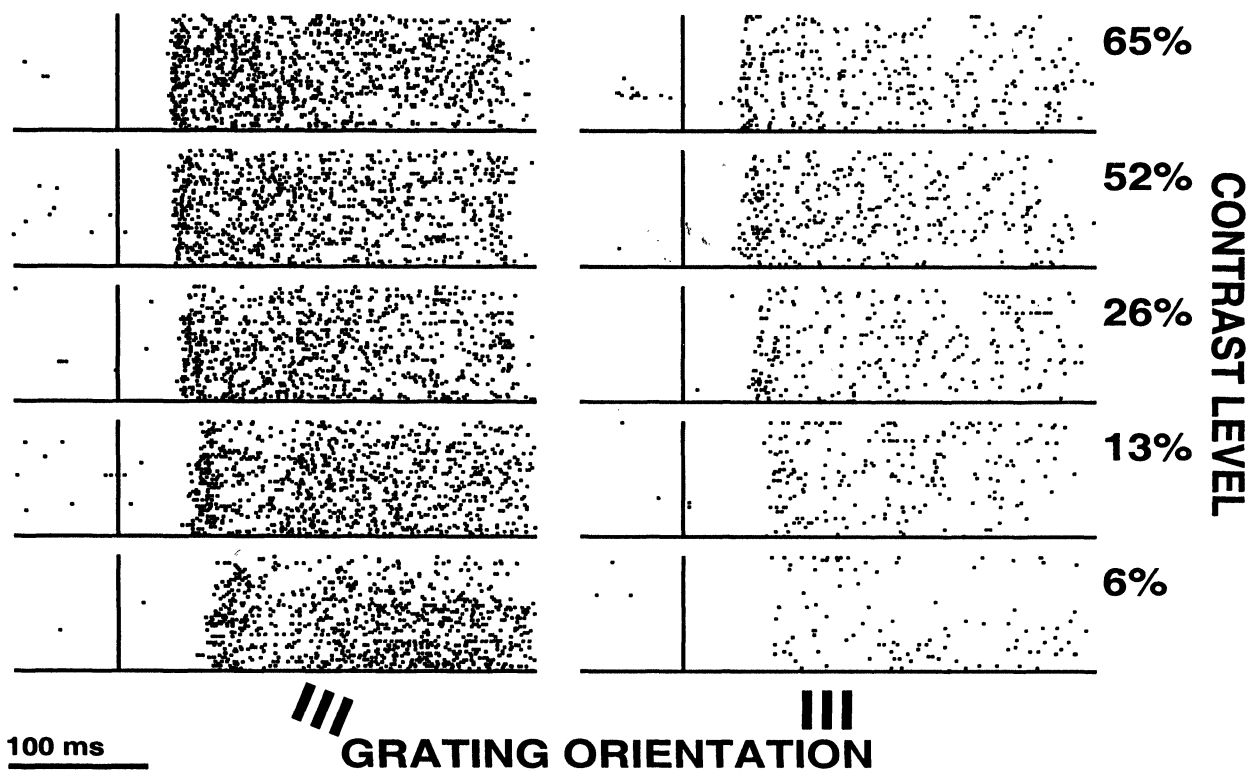 65%
52%
26%
13%
6%
CONTRAST LEVEL
100 ms
GRATING ORIENTATION